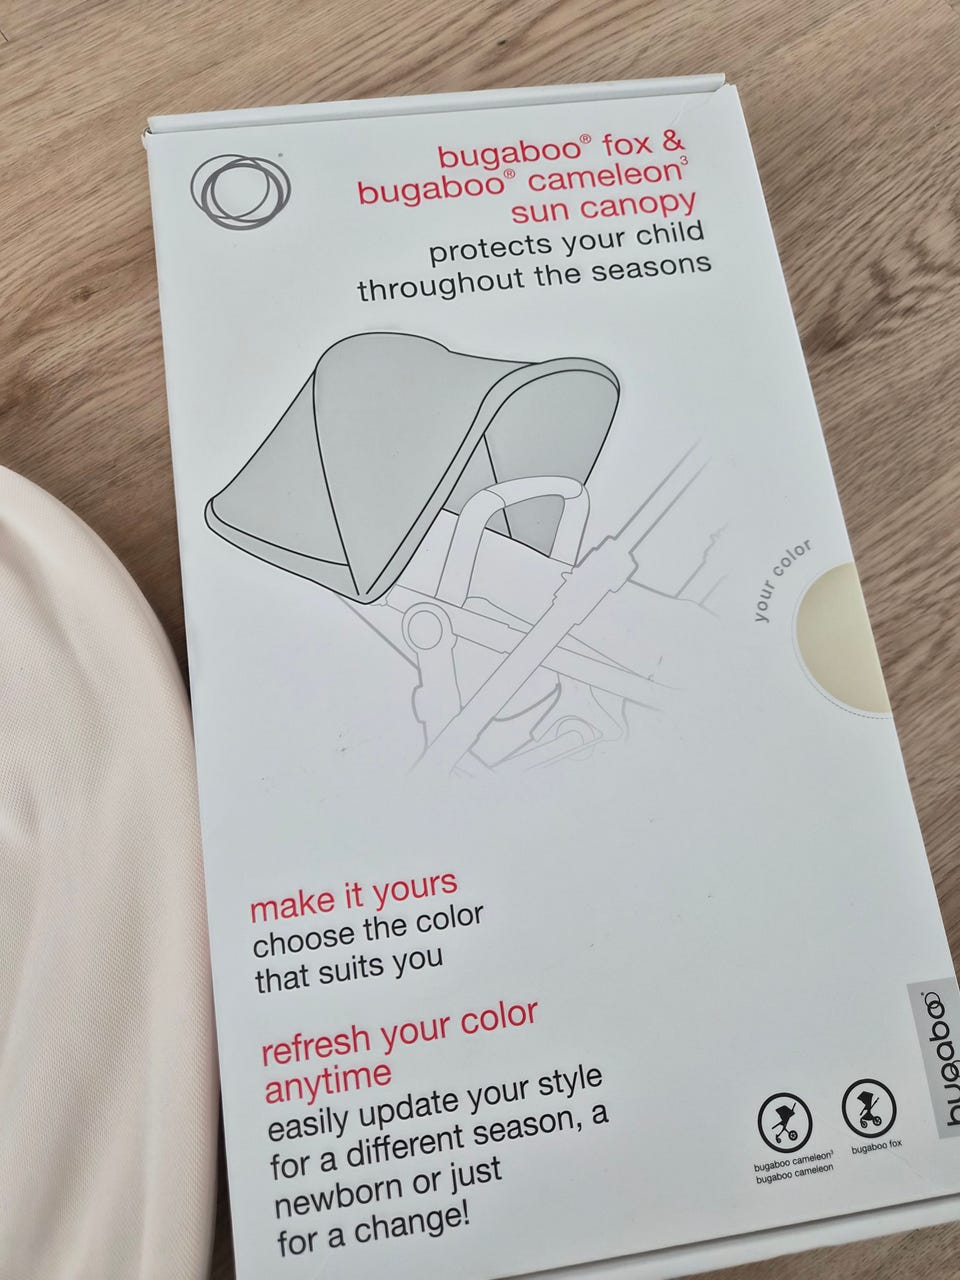 bugaboo® fox &
bugaboo® cameleon³
sun canopy
protects your child
throughout the seasons
your color
make it yours
choose the color
that suits you
refresh your color
anytime
easily update your style
for a different season, a
newborn or just
for a change!
bugaboo cameleon³
bugaboo cameleon
bugaboo fox
bugaboo®